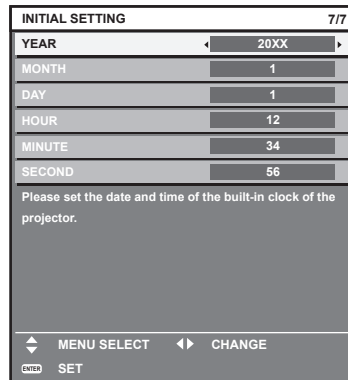 INITIAL SETTING 7/7
YEAR 20XX
MONTH 1
DAY 1
HOUR 12
MINUTE 34
SECOND 56
Please set the date and time of the built-in clock of the
projector.
MENU SELECT CHANGE
ENTER SET